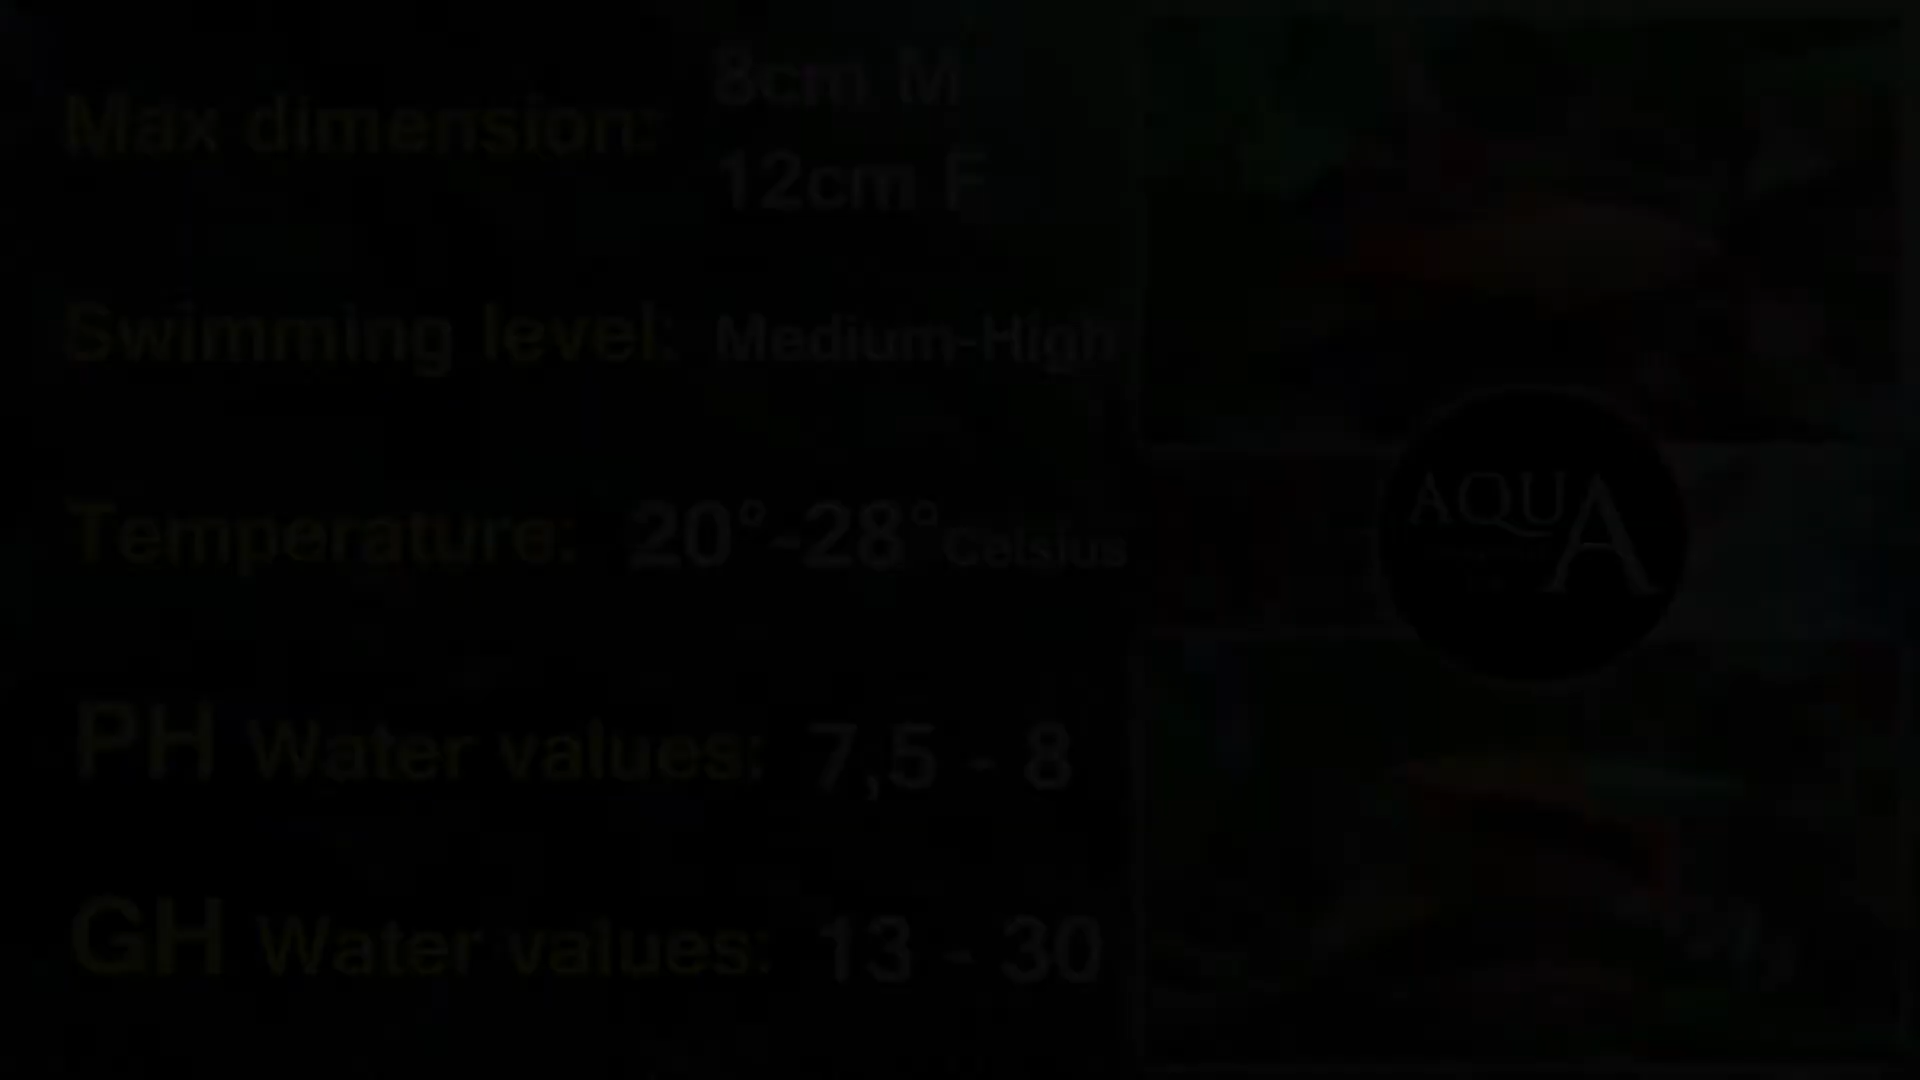 8cm M
Max dimension:
12cm F
Swimming level: Medium-High
Temperature: 20°-28° Celsius
PH Water values: 7,5 - 8
GH Water values: 13 - 30
AQUA